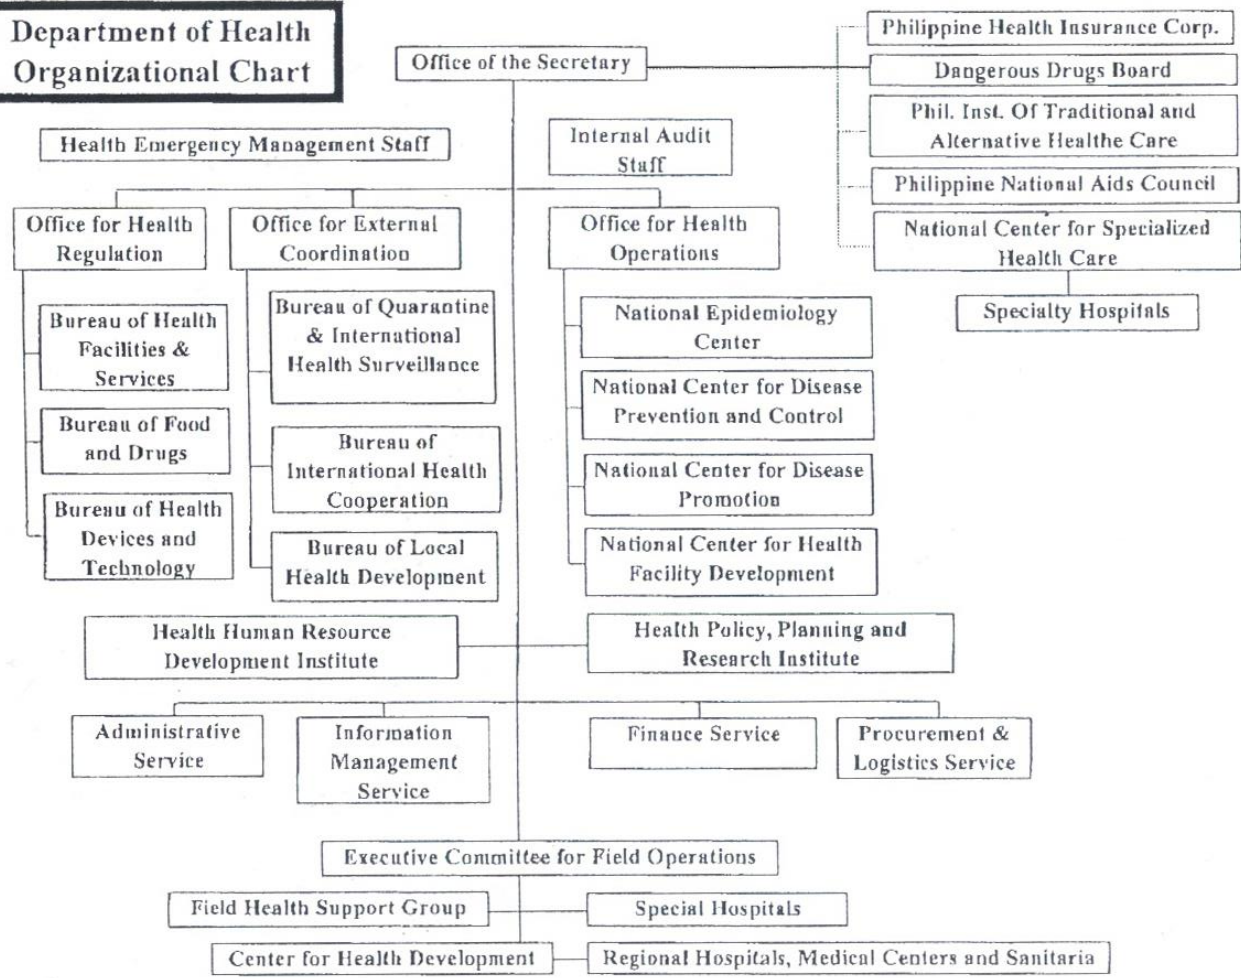 Department of Health
Organizational Chart
Office of the Secretary
Philippine Health Insurance Corp.
Dangerous Drugs Board
Phil. Inst. Of Traditional and
Alternative Healthe Care
Philippine National Aids Council
National Center for Specialized
Health Care
Specialty Hospitals
Health Emergency Management Staff
Internal Audit
Staff
Office for Health
Regulation
Office for External
Coordination
Office for Health
Operations
Bureau of Health
Facilities &
Services
Bureau of Food
and Drugs
Bureau of Health
Devices and
Technology
Bureau of Quarantine
& International
Health Surveillance
Bureau of
International Health
Cooperation
Bureau of Local
Health Development
National Epidemiology
Center
National Center for Disease
Prevention and Control
National Center for Disease
Promotion
National Center for Health
Facility Development
Health Human Resource
Development Institute
Health Policy, Planning and
Research Institute
Administrative
Service
Information
Management
Service
Finance Service
Procurement &
Logistics Service
Executive Committee for Field Operations
Field Health Support Group
Special Hospitals
Center for Health Development
Regional Hospitals, Medical Centers and Sanitaria